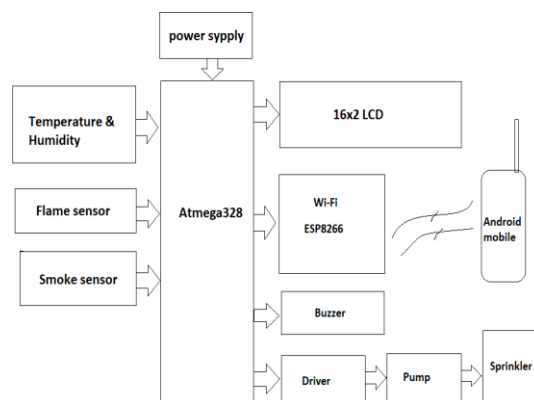 power sypply
Temperature &
Humidity
16x2 LCD
Flame sensor
Atmega328
Wi-Fi
ESP8266
Android
mobile
Smoke sensor
Buzzer
Driver
Pump
Sprinkler